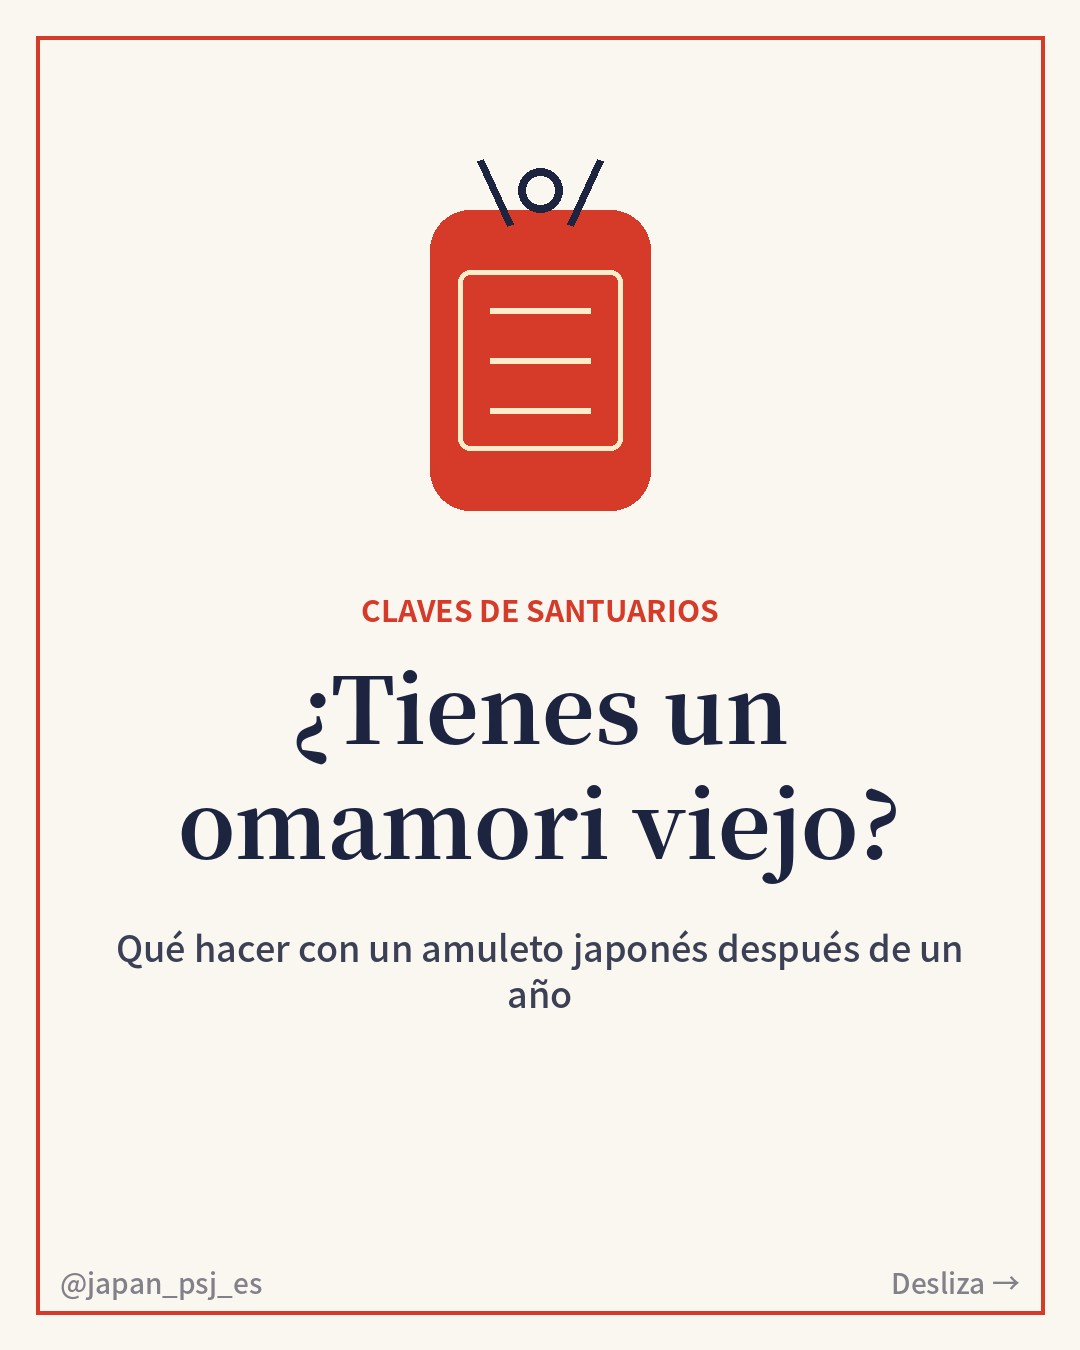 CLAVES DE SANTUARIOS
¿Tienes un
omamori viejo?
Qué hacer con un amuleto japonés después de un
año
@japan_psj_es
Desliza →